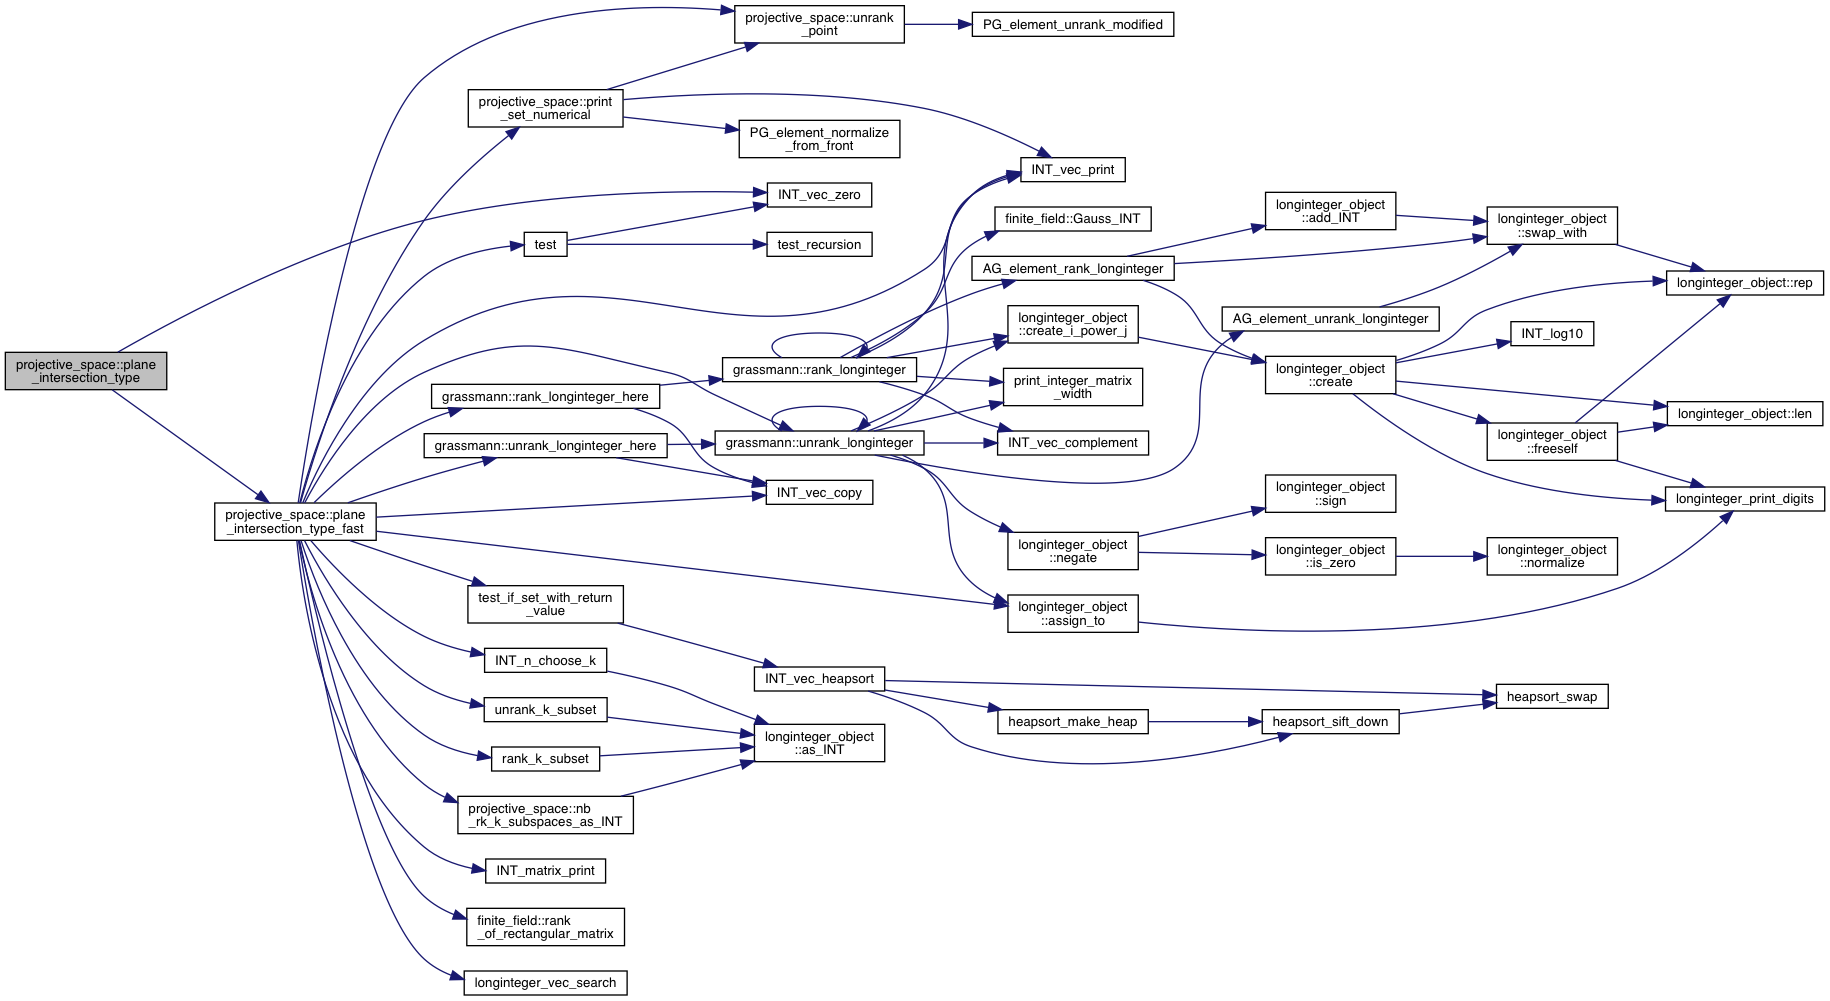 projective_space::plane
_intersection_type
projective_space::plane
_intersection_type_fast
projective_space::unrank
_point
PG_element_unrank_modified
projective_space::print
_set_numerical
PG_element_normalize
_from_front
INT_vec_print
INT_vec_zero
test
test_recursion
finite_field::Gauss_INT
AG_element_rank_longinteger
longinteger_object
::add_INT
longinteger_object
::swap_with
longinteger_object::rep
AG_element_unrank_longinteger
longinteger_object
::create_i_power_j
INT_log10
longinteger_object
::create
grassmann::rank_longinteger
print_integer_matrix
_width
grassmann::rank_longinteger_here
longinteger_object::len
grassmann::unrank_longinteger_here
grassmann::unrank_longinteger
INT_vec_complement
longinteger_object
::freeself
INT_vec_copy
longinteger_object
::sign
longinteger_print_digits
longinteger_object
::negate
longinteger_object
::is_zero
longinteger_object
::normalize
test_if_set_with_return
_value
longinteger_object
::assign_to
INT_n_choose_k
INT_vec_heapsort
heapsort_swap
unrank_k_subset
heapsort_make_heap
heapsort_sift_down
longinteger_object
::as_INT
rank_k_subset
projective_space::nb
_rk_k_subspaces_as_INT
INT_matrix_print
finite_field::rank
_of_rectangular_matrix
longinteger_vec_search